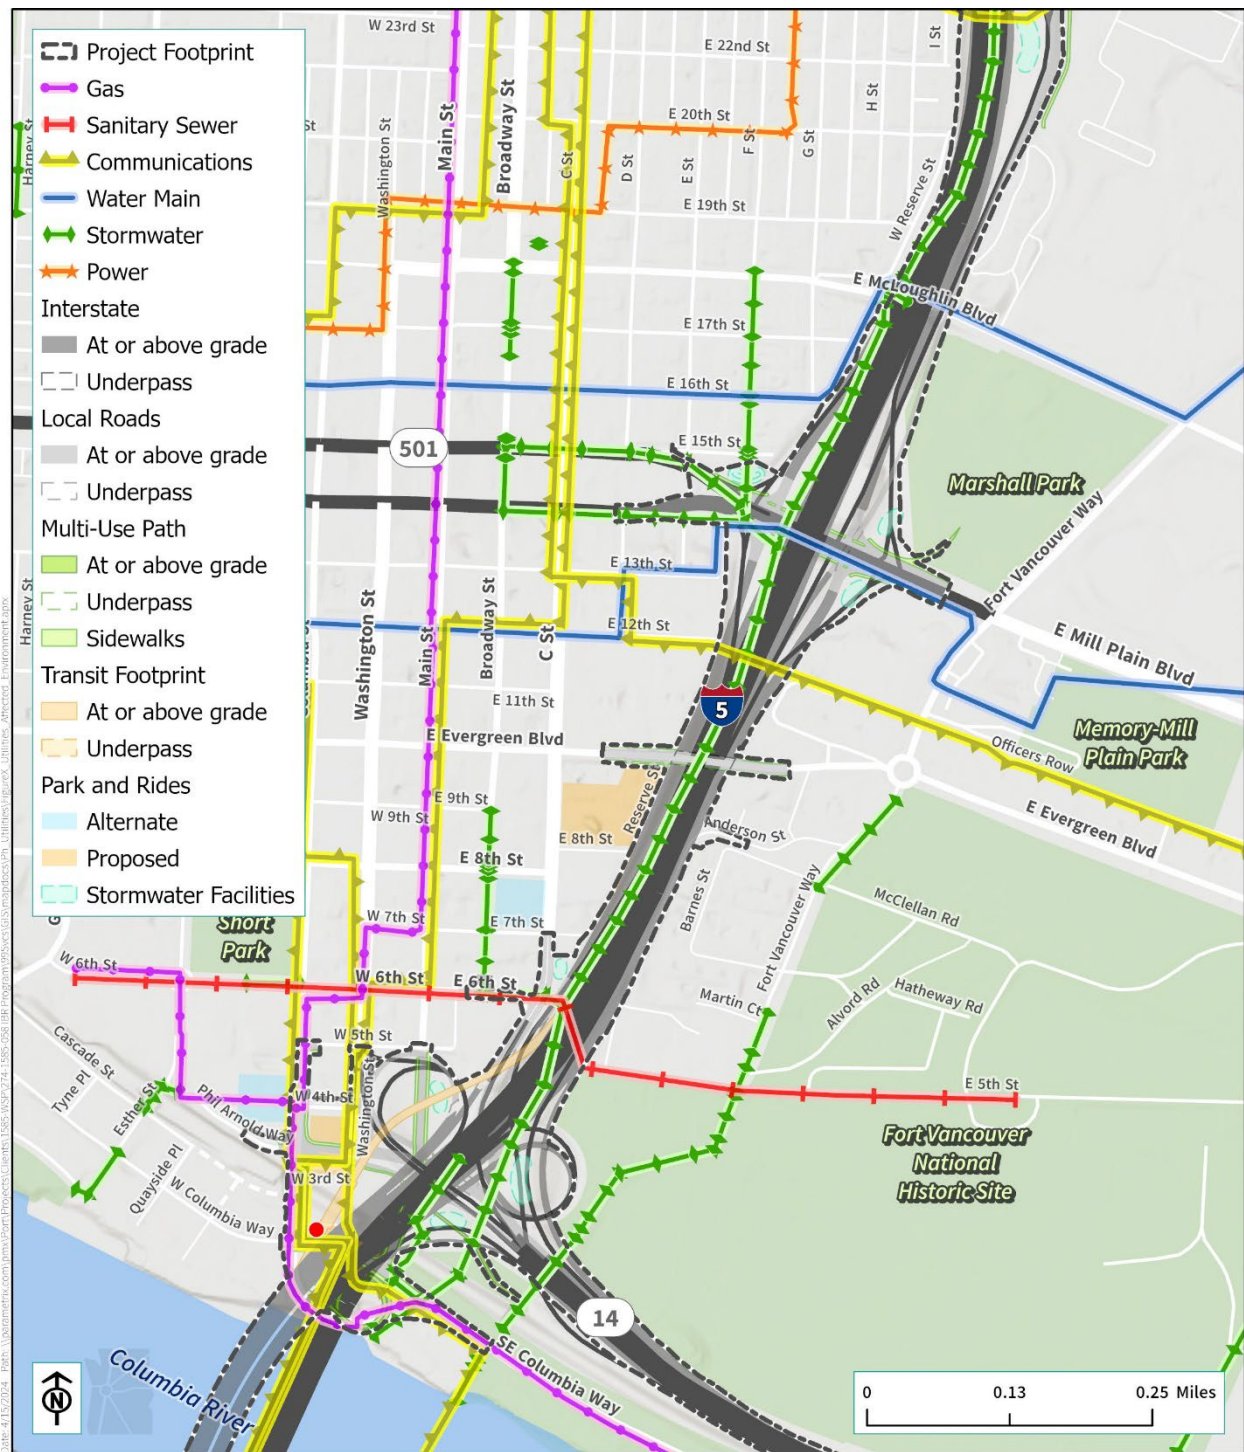 Project Footprint
Gas
Sanitary Sewer
Communications
Water Main
Stormwater
Power
Interstate
At or above grade
Underpass
Local Roads
At or above grade
Underpass
Multi-Use Path
At or above grade
Underpass
Sidewalks
Transit Footprint
At or above grade
Underpass
Park and Rides
Alternate
Proposed
Stormwater Facilities
W 23rd St
E 22nd St
I St
H St
E 20th St
F St
G St
Main St
Broadway St
C St
D St
E St
Harney St
St
Washington St
E 19th St
W Reserve St
E McLoughlin Blvd
E 17th St
E 16th St
501
E 15th St
Marshall Park
Fort Vancouver Way
E 13th St
E 12th St
Harney St
Washington St
Main St
Broadway St
C St
E 11th St
5
E Mill Plain Blvd
Memory-Mill
Plain Park
Officers Row
E Evergreen Blvd
E Evergreen Blvd
E 9th St
W 9th St
Reserve St
Anderson St
E 8th St
E 8th St
Barnes St
Fort Vancouver Way
McClellan Rd
W 7th St
E 7th St
Short
Park
W 6th St
W 6th St
E 6th St
Alvord Rd
Hatheway Rd
Martin Ct
W 5th St
E 5th St
Cascade St
Tyne Pl
Esther St
Phil Arnold Way
W 4th St
Washington St
Quayside Pl
W 3rd St
W Columbia Way
Fort Vancouver
National
Historic Site
14
SE Columbia Way
Columbia River
N
0 0.13 0.25 Miles